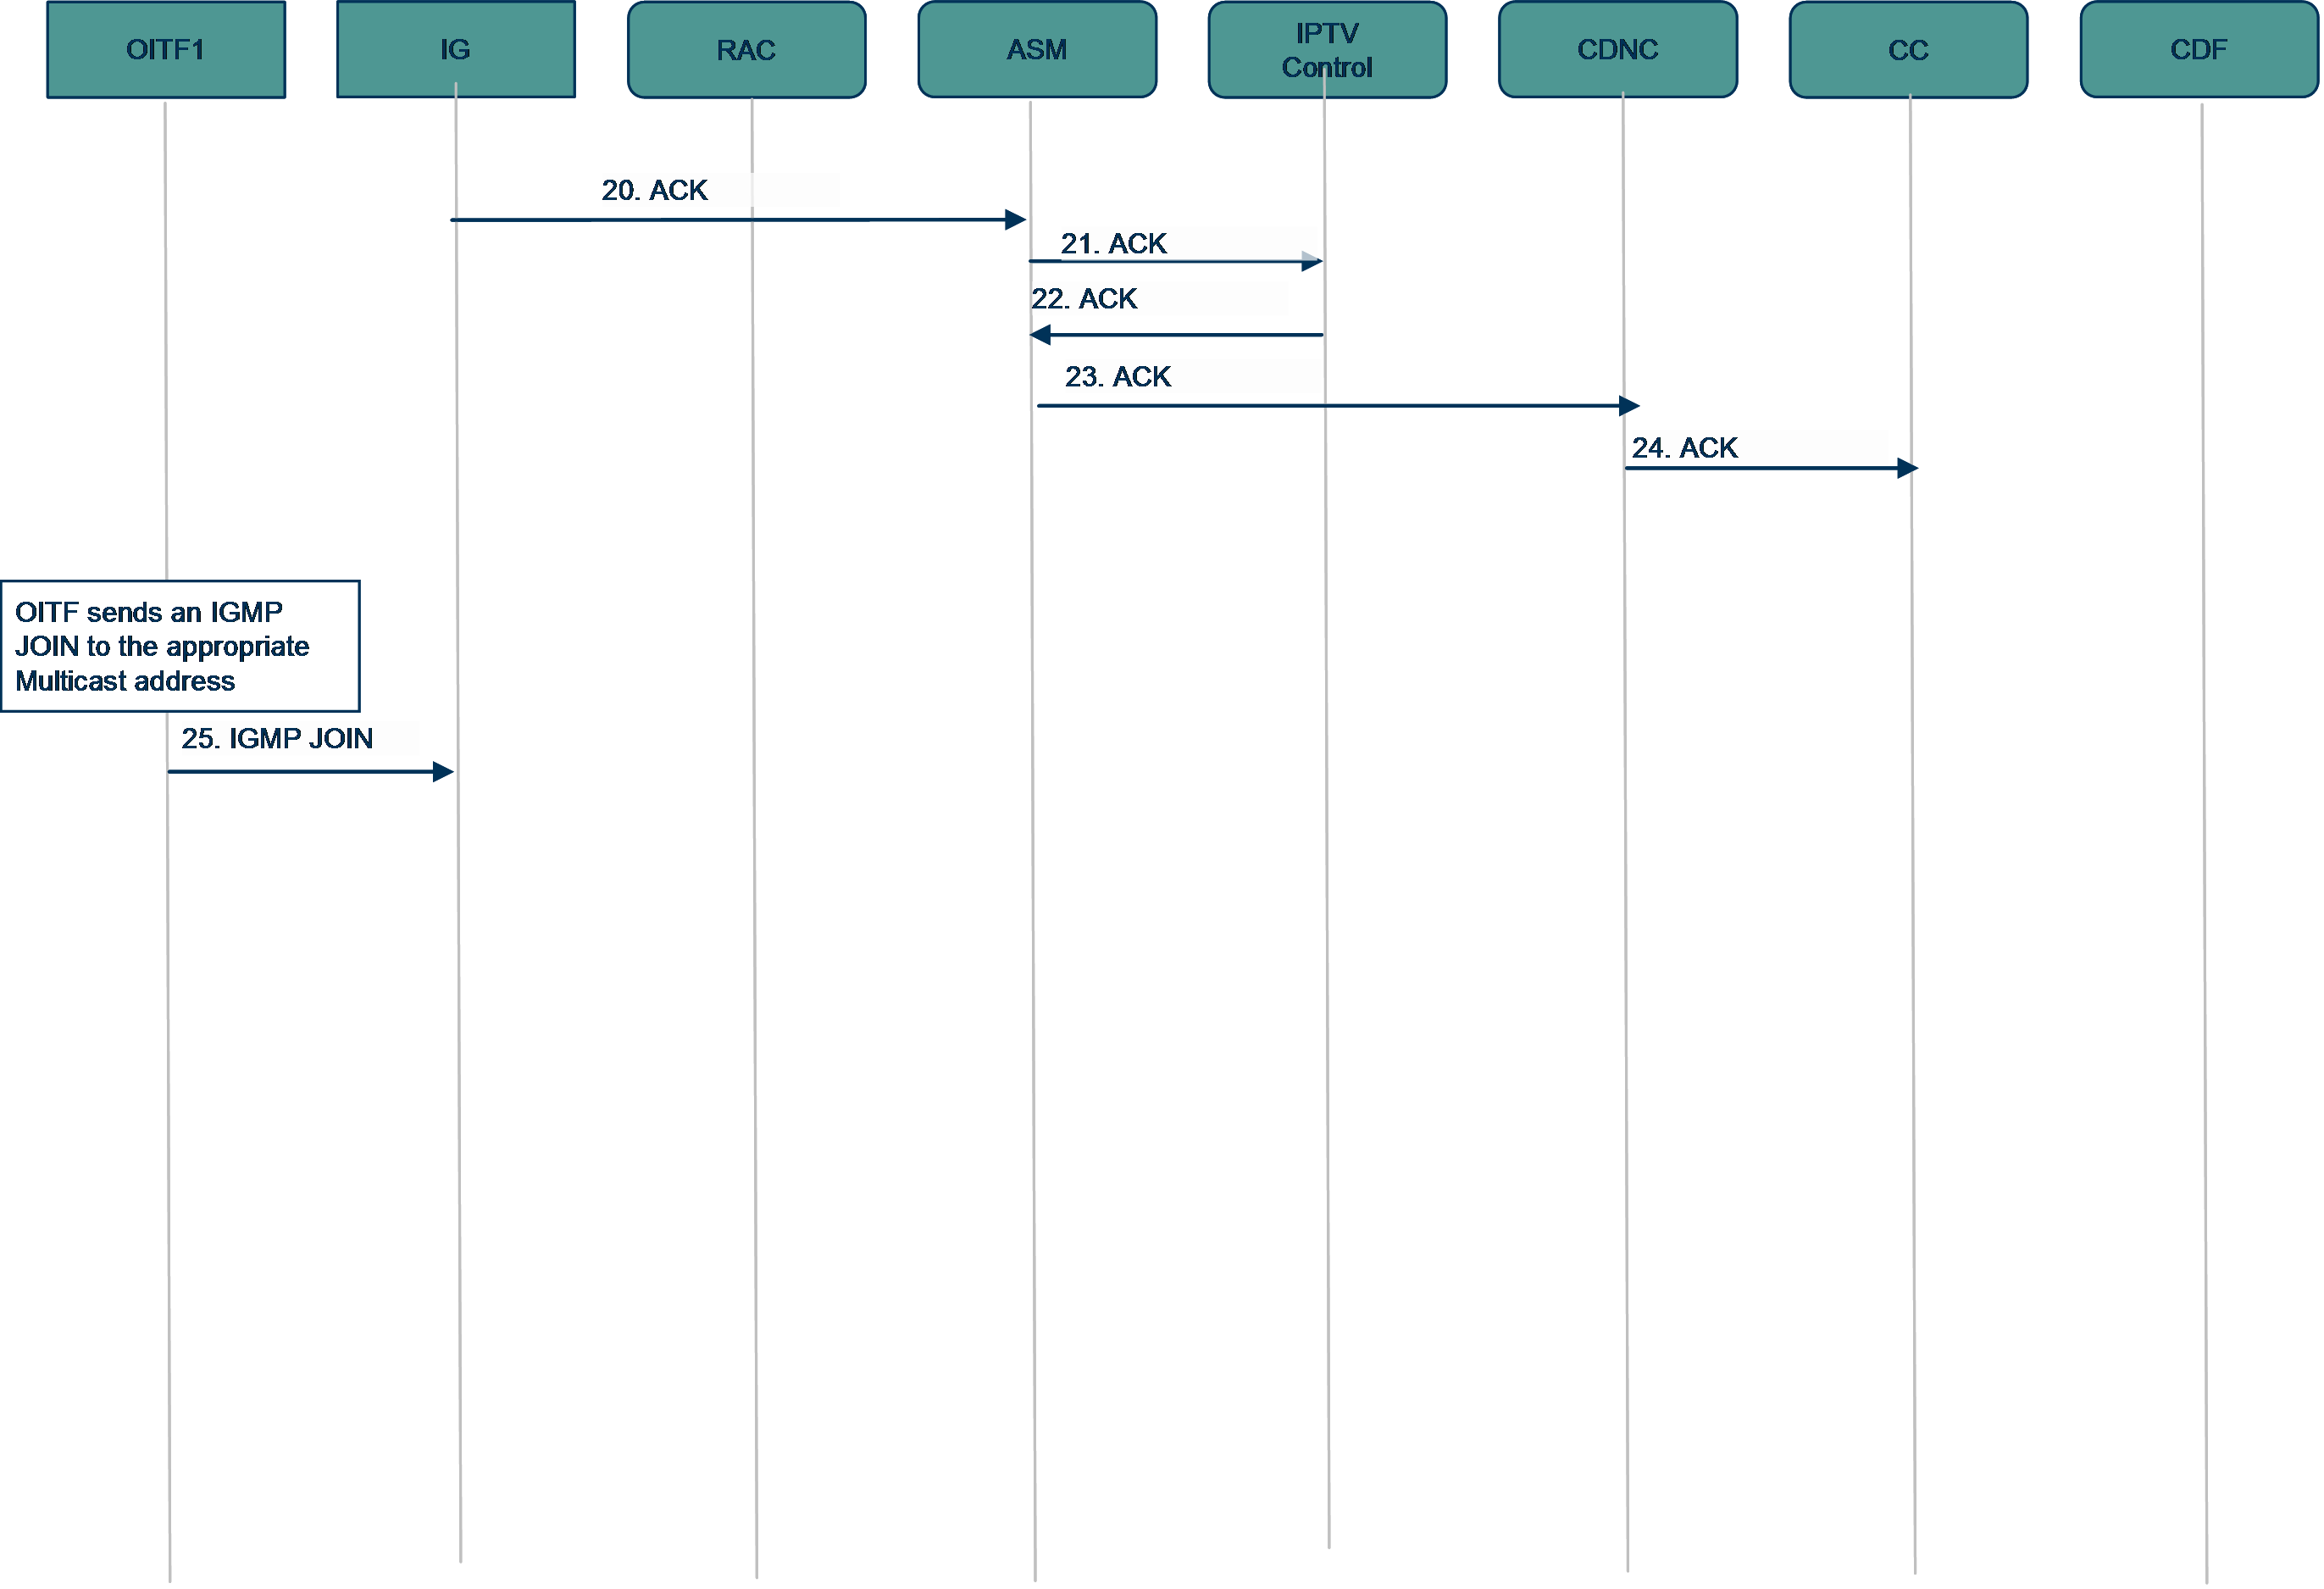 OITF1
IG
RAC
ASM
IPTV
Control
CDNC
CC
CDF
20. ACK
21. ACK
22. ACK
23. ACK
24. ACK
OITF sends an IGMP
JOIN to the appropriate
Multicast address
25. IGMP JOIN